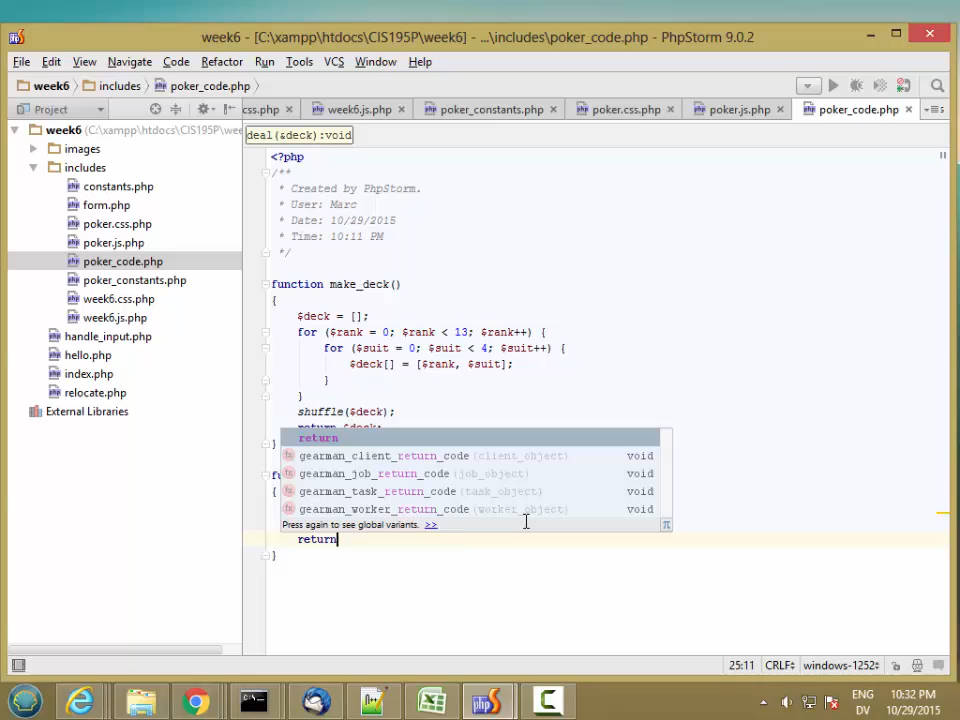 week6 - [C:\xampp\htdocs\CIS195P\week6] - ...\includes\poker_code.php - PhpStorm 9.0.2
File Edit View Navigate Code Refactor Run Tools VCS Window Help
week6 includes poker_code.php
Project css.php week6.js.php poker_constants.php poker.css.php poker.js.php poker_code.php
week6 (C:\xampp\htdocs\CIS195P\wee
deal(&deck):void
images
includes
constants.php
form.php
poker.css.php
poker.js.php
poker_code.php
poker_constants.php
week6.css.php
week6.js.php
handle_input.php
hello.php
index.php
relocate.php
External Libraries
<?php
/**
* Created by PhpStorm.
* User: Marc
* Date: 10/29/2015
* Time: 10:11 PM
*/
function make_deck()
{
$deck = [];
for ($rank = 0; $rank < 13; $rank++) {
for ($suit = 0; $suit < 4; $suit++) {
$deck[] = [$rank, $suit];
}
}
shuffle($deck);
return $deck;
}
fu
{
return
gearman_client_return_code(client_object) void
gearman_job_return_code(job_object) void
gearman_task_return_code(task_object) void
gearman_worker_return_code(worker_object) void
Press again to see global variants. >> π
return
}
25:11 CRLF windows-1252
ENG 10:32 PM
DV 10/29/2015